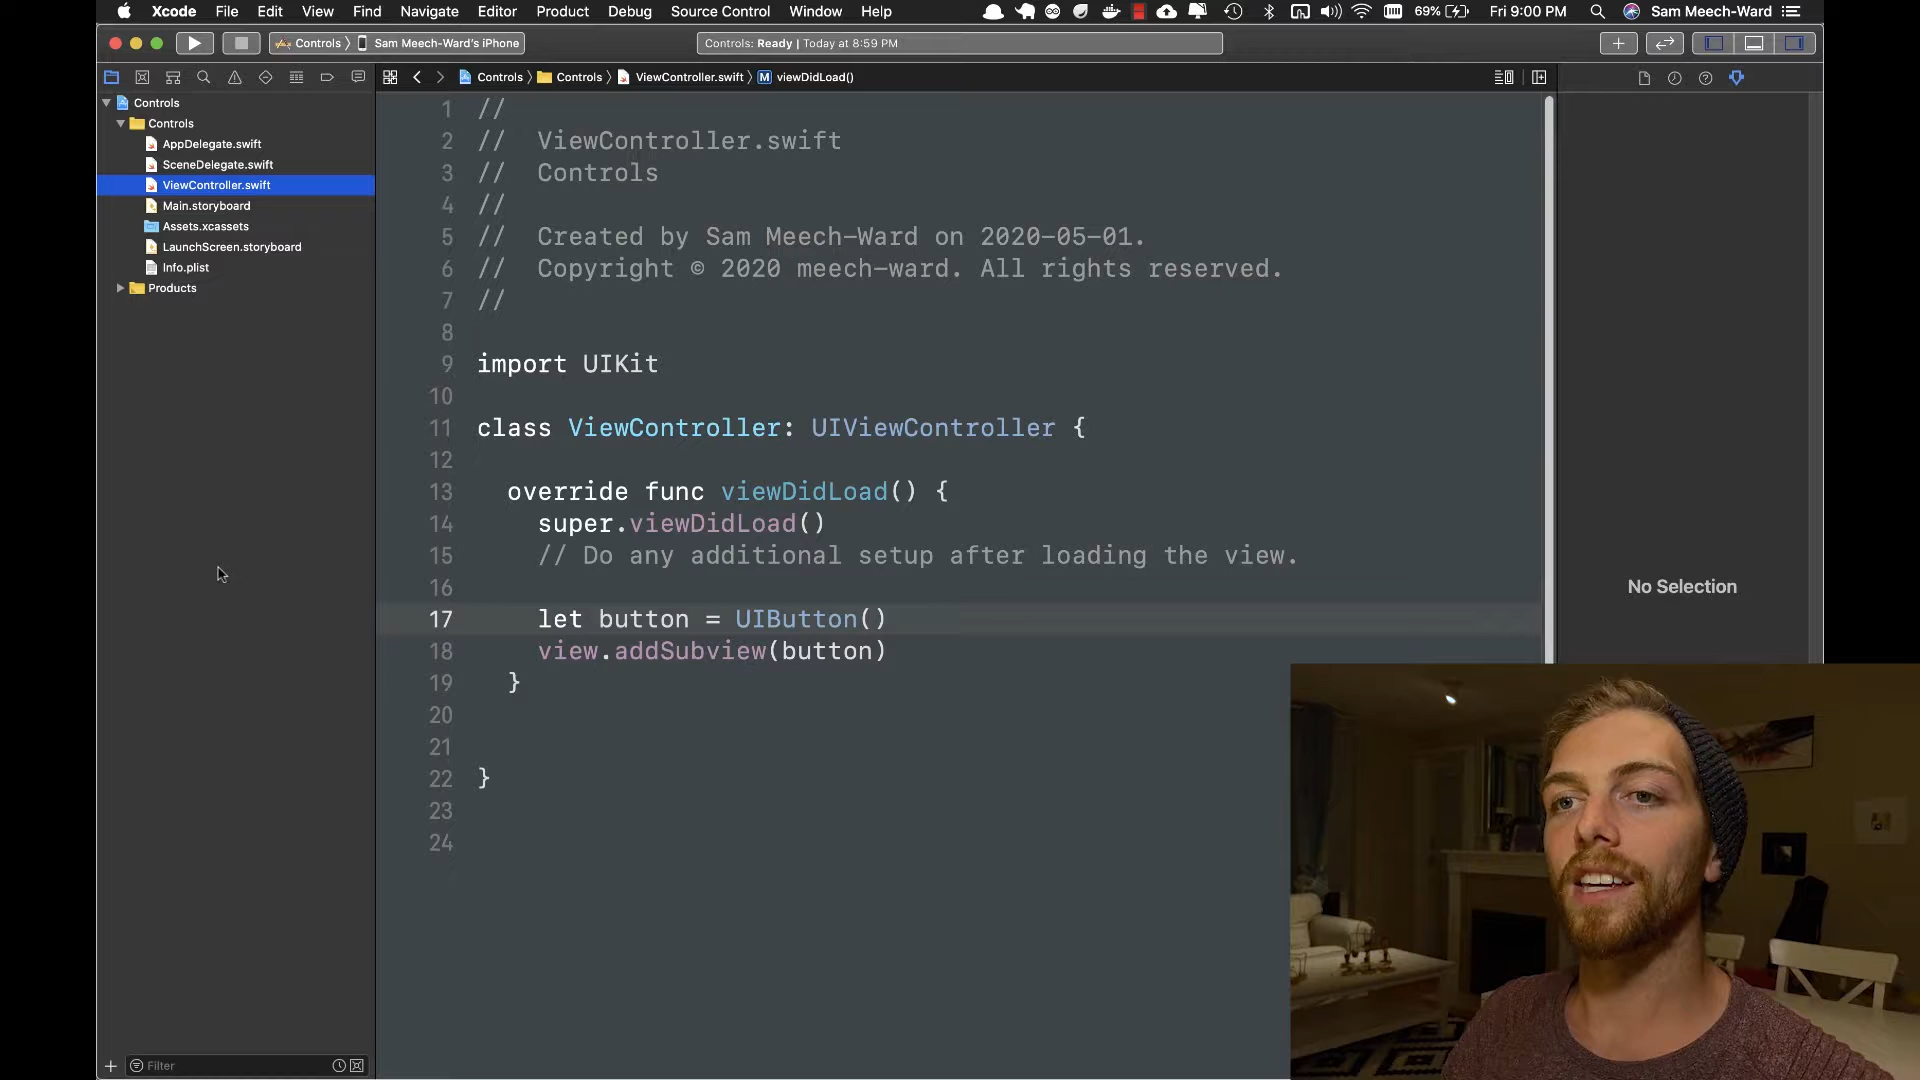 Xcode File Edit View Find Navigate Editor Product Debug Source Control Window Help 69% Fri 9:00 PM Sam Meech-Ward
Controls Sam Meech-Ward's iPhone Controls: Ready | Today at 8:59 PM
Controls Controls ViewController.swift M viewDidLoad()
Controls
Controls
AppDelegate.swift
SceneDelegate.swift
ViewController.swift
Main.storyboard
Assets.xcassets
LaunchScreen.storyboard
Info.plist
Products
1 //
2 // ViewController.swift
3 // Controls
4 //
5 // Created by Sam Meech-Ward on 2020-05-01.
6 // Copyright © 2020 meech-ward. All rights reserved.
7 //
8
9 import UIKit
10
11 class ViewController: UIViewController {
12
13 override func viewDidLoad() {
14 super.viewDidLoad()
15 // Do any additional setup after loading the view.
16
17 let button = UIButton()
18 view.addSubview(button)
19 }
20
21
22 }
23
24
No Selection
Filter